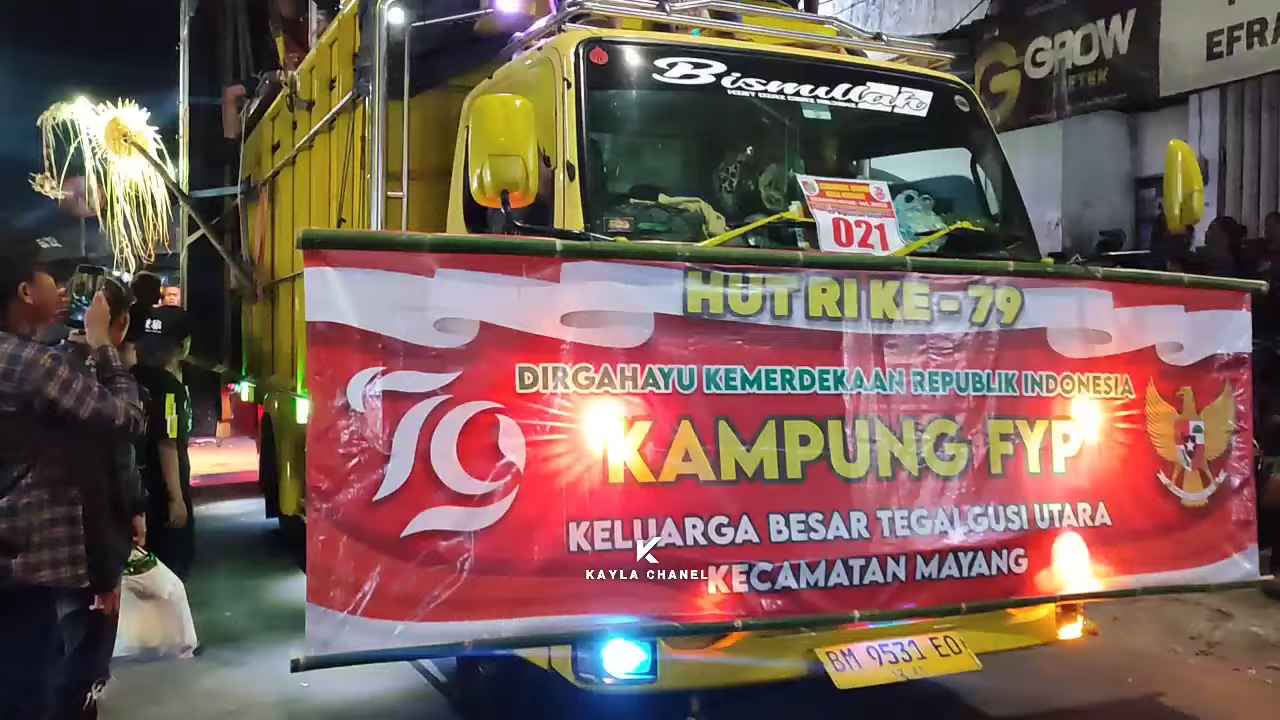 GROW
EFRA
Bismillah
021
HUT RI KE - 79
79
DIRGAHAYU KEMERDEKAAN REPUBLIK INDONESIA
KAMPUNG FYP
KELUARGA BESAR TEGALGUSI UTARA
KECAMATAN MAYANG
K
KAYLA CHANEL
BM 9531 EO